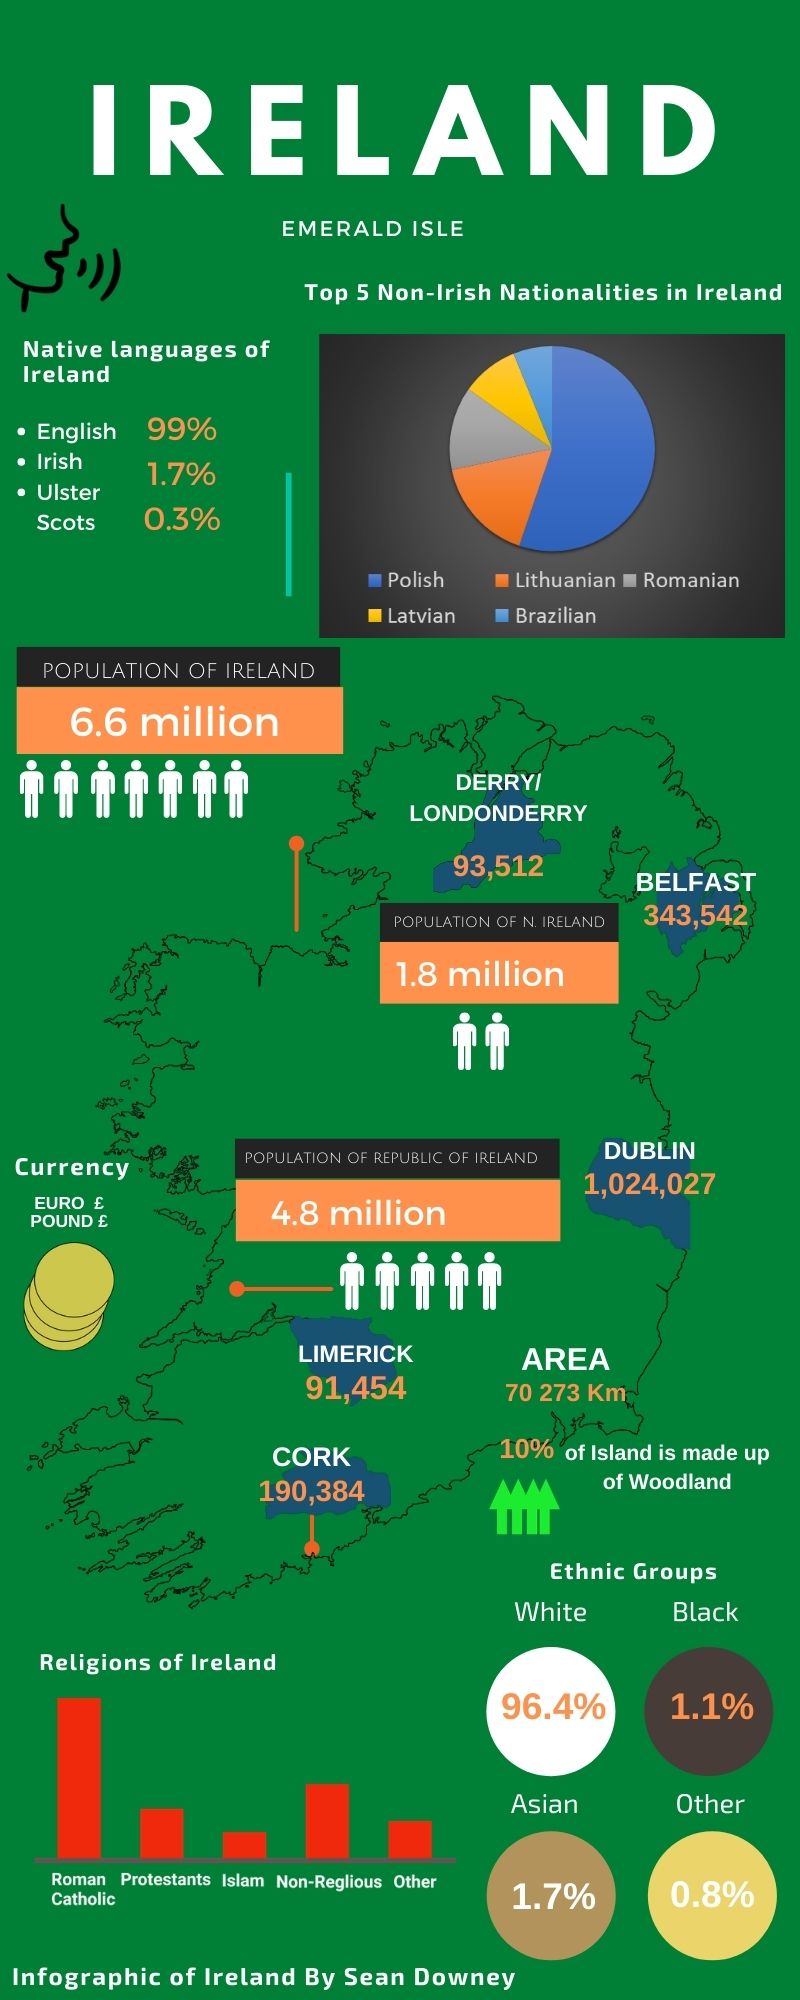 IRELAND
EMERALD ISLE
Top 5 Non-Irish Nationalities in Ireland
Native languages of
Ireland
English 99%
Irish 1.7%
Ulster
Scots 0.3%
Polish Lithuanian Romanian
Latvian Brazilian
POPULATION OF IRELAND
6.6 million
DERRY/
LONDONDERRY
93,512
BELFAST
343,542
POPULATION OF N. IRELAND
1.8 million
POPULATION OF REPUBLIC OF IRELAND
4.8 million
DUBLIN
1,024,027
Currency
EURO £
POUND £
LIMERICK
91,454
AREA
70 273 Km
CORK
190,384
10% of Island is made up
of Woodland
Ethnic Groups
White Black
96.4% 1.1%
Asian Other
1.7% 0.8%
Religions of Ireland
Roman
Catholic
Protestants
Islam
Non-Reglious
Other
Infographic of Ireland By Sean Downey